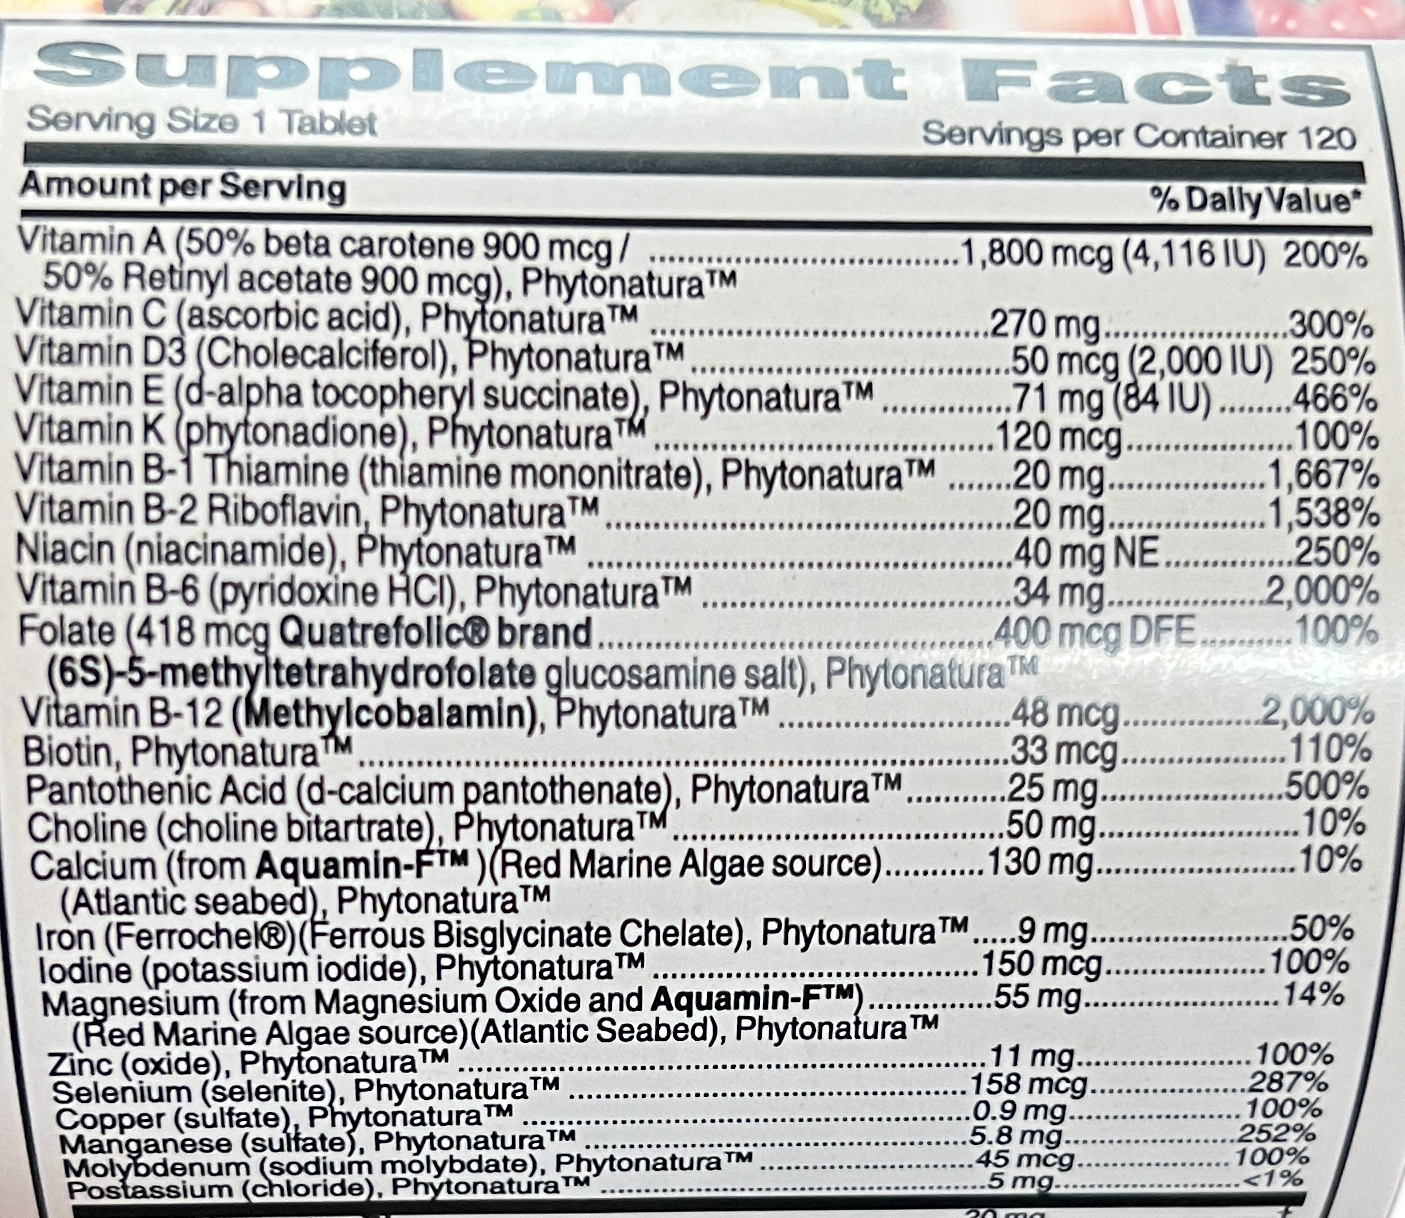 Supplement Facts
Serving Size 1 Tablet Servings per Container 120
Amount per Serving % Daily Value*
Vitamin A (50% beta carotene 900 mcg / ....................................1,800 mcg (4,116 IU) 200%
50% Retinyl acetate 900 mcg), Phytonatura™
Vitamin C (ascorbic acid), Phytonatura™ .......................................270 mg.....................300%
Vitamin D3 (Cholecalciferol), Phytonatura™.....................................50 mcg (2,000 IU) 250%
Vitamin E (d-alpha tocopheryl succinate), Phytonatura™ ...............71 mg (84 IU) ........466%
Vitamin K (phytonadione), Phytonatura™ .......................................120 mcg...................100%
Vitamin B-1 Thiamine (thiamine mononitrate), Phytonatura™ .......20 mg..................1,667%
Vitamin B-2 Riboflavin, Phytonatura™...............................................20 mg..................1,538%
Niacin (niacinamide), Phytonatura™ .................................................40 mg NE...............250%
Vitamin B-6 (pyridoxine HCl), Phytonatura™ ....................................34 mg..................2,000%
Folate (418 mcg Quatrefolic® brand..............................................400 mcg DFE...........100%
(6S)-5-methyltetrahydrofolate glucosamine salt), Phytonatura™
Vitamin B-12 (Methylcobalamin), Phytonatura™ ...........................48 mcg................2,000%
Biotin, Phytonatura™...........................................................................33 mcg...................110%
Pantothenic Acid (d-calcium pantothenate), Phytonatura™...........25 mg.....................500%
Choline (choline bitartrate), Phytonatura™......................................50 mg.......................10%
Calcium (from Aquamin-F™ )(Red Marine Algae source)...........130 mg.......................10%
(Atlantic seabed), Phytonatura™
Iron (Ferrochel®)(Ferrous Bisglycinate Chelate), Phytonatura™.....9 mg.......................50%
Iodine (potassium iodide), Phytonatura™......................................150 mcg..................100%
Magnesium (from Magnesium Oxide and Aquamin-F™)..............55 mg.......................14%
(Red Marine Algae source)(Atlantic Seabed), Phytonatura™
Zinc (oxide), Phytonatura™ ............................................................11 mg....................100%
Selenium (selenite), Phytonatura™ .............................................158 mcg..................287%
Copper (sulfate), Phytonatura™ ..................................................0.9 mg....................100%
Manganese (sulfate), Phytonatura™ ...........................................5.8 mg....................252%
Molybdenum (sodium molybdate), Phytonatura™ ........................45 mcg..................100%
Postassium (chloride), Phytonatura™ ...........................................5 mg.....................<1%